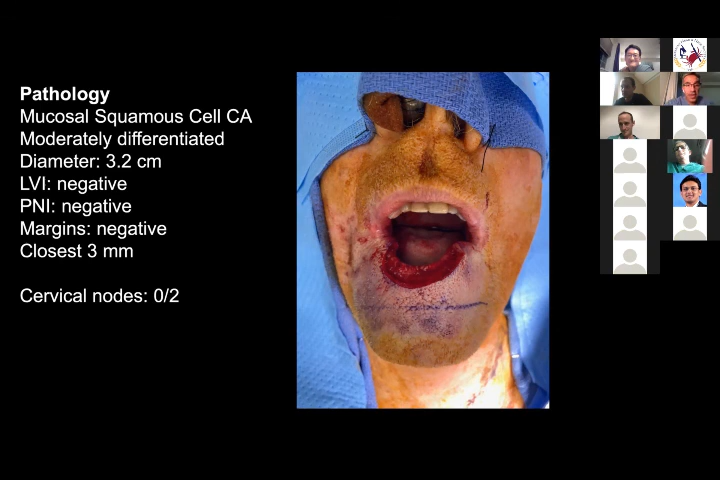 Pathology
Mucosal Squamous Cell CA
Moderately differentiated
Diameter: 3.2 cm
LVI: negative
PNI: negative
Margins: negative
Closest 3 mm
Cervical nodes: 0/2